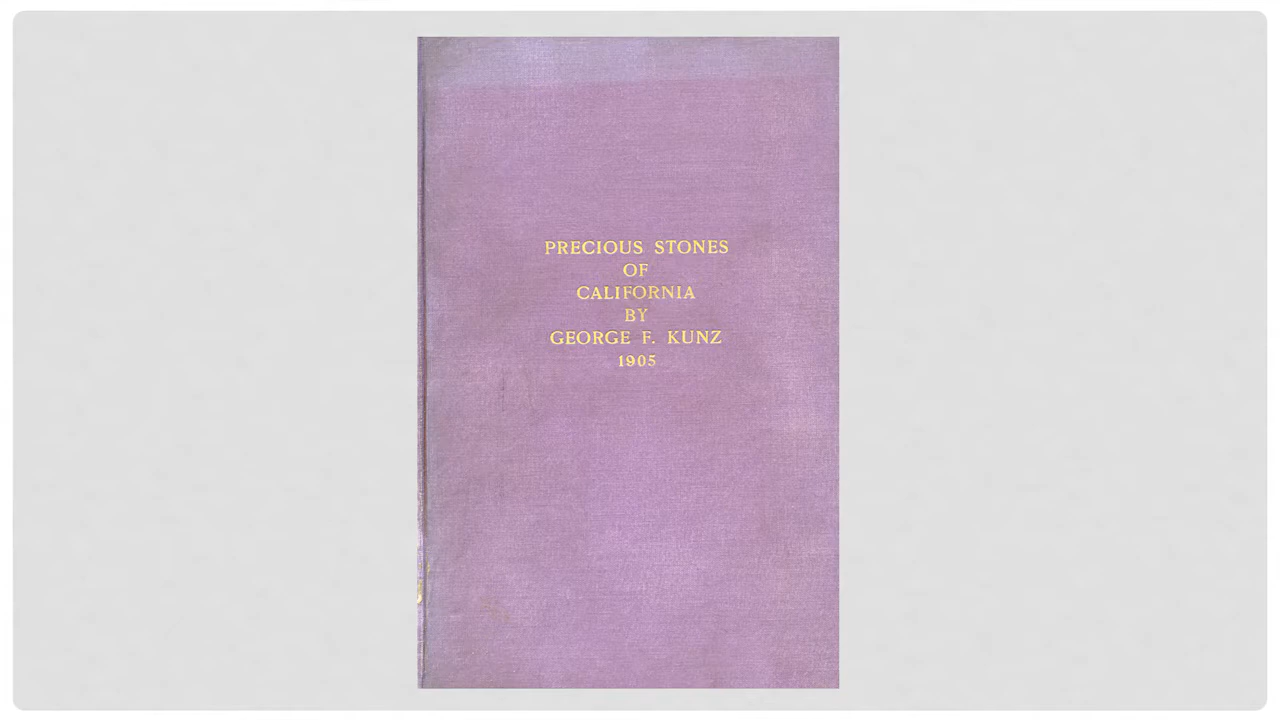 PRECIOUS STONES
OF
CALIFORNIA
BY
GEORGE F. KUNZ
1905